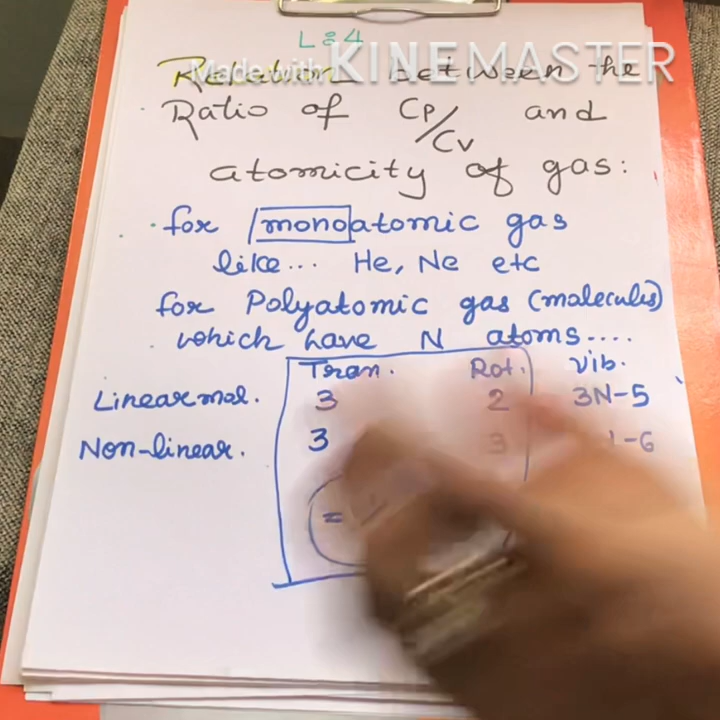 L:4
Made with KINEMASTER
Relation between the
Ratio of Cp/Cv and
atomicity of gas:
· for monoatomic gas
like... He, Ne etc
for Polyatomic gas (molecules)
which have N atoms....
Tran. Rot. Vib.
Linear mol. 3 2 3N-5
Non-linear. 3 3 -6
=